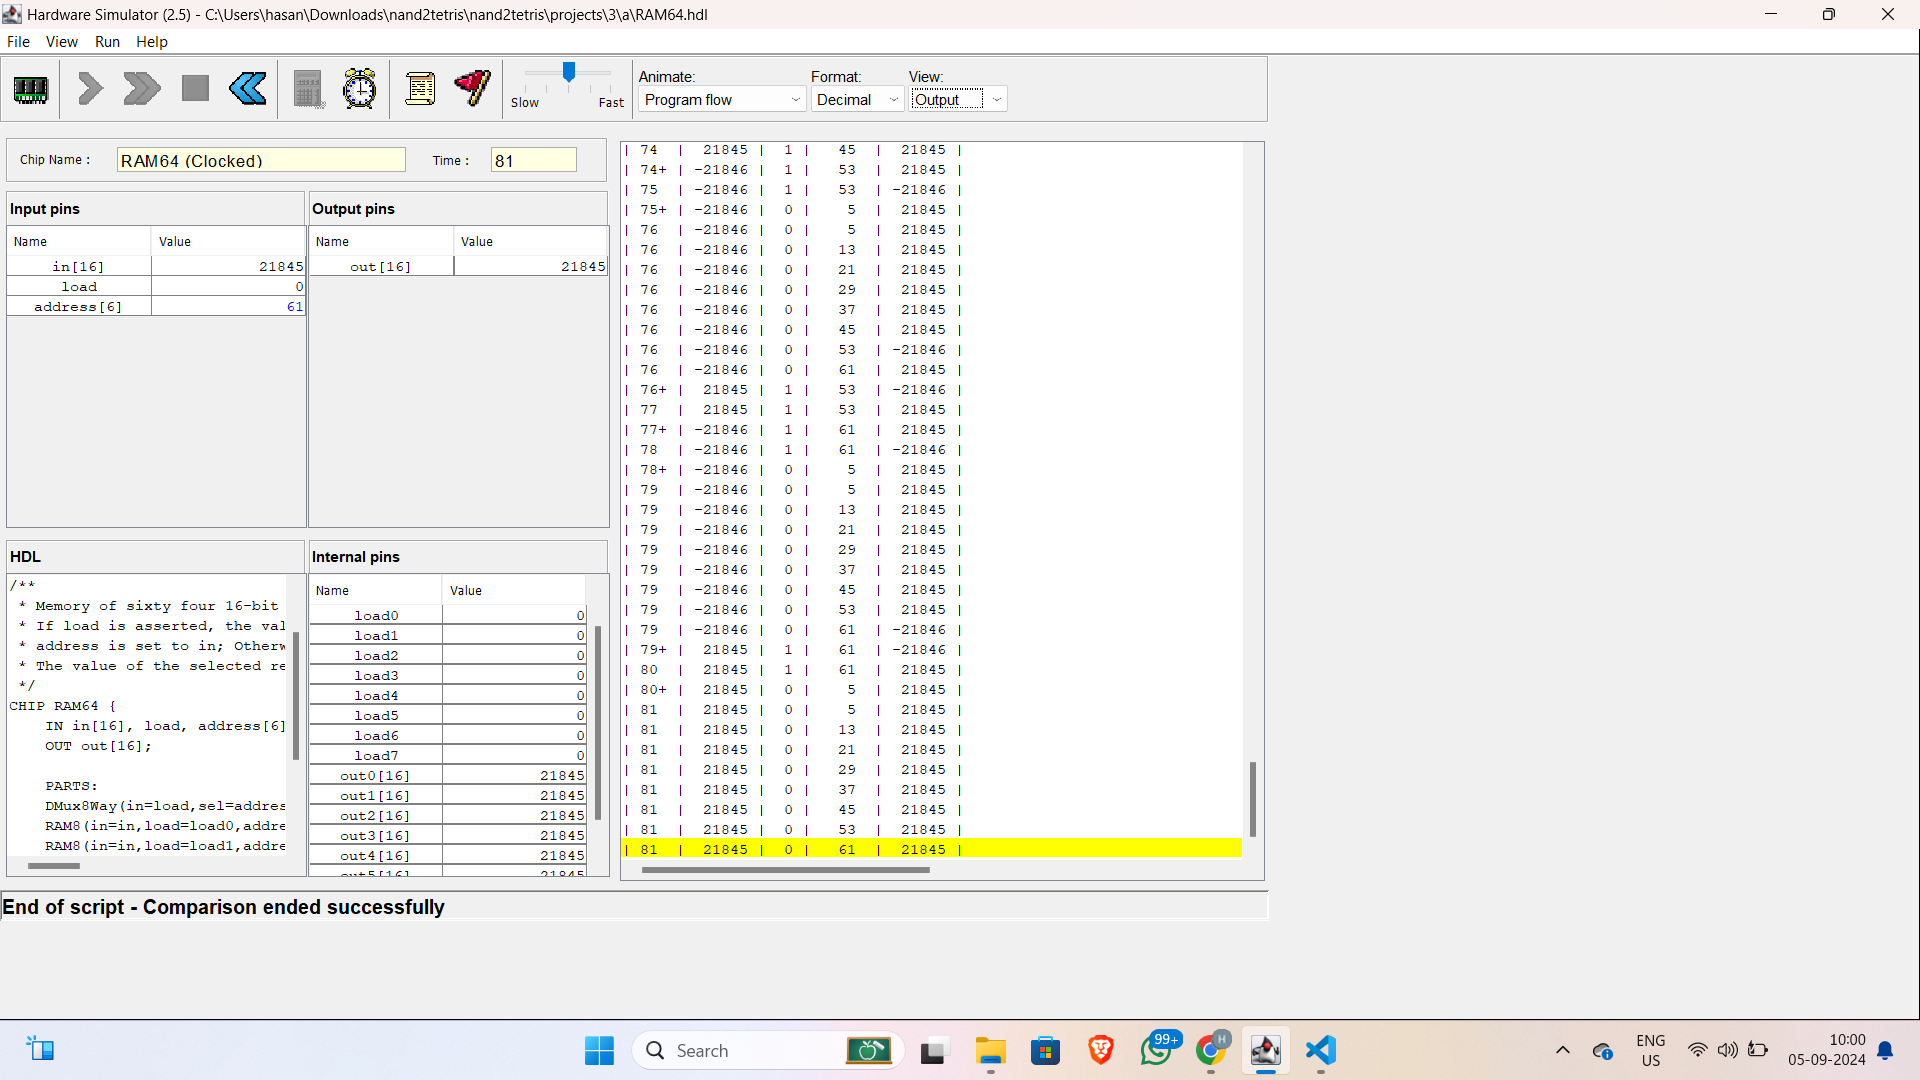 Hardware Simulator (2.5) - C:\Users\hasan\Downloads\nand2tetris\nand2tetris\projects\3\a\RAM64.hdl
File View Run Help
Slow Fast
Animate: Format: View:
Program flow Decimal Output
Chip Name : RAM64 (Clocked) Time : 81
Input pins
Name Value
in[16] 21845
load 0
address[6] 61
Output pins
Name Value
out[16] 21845
HDL
/**
* Memory of sixty four 16-bit
* If load is asserted, the val
* address is set to in; Otherw
* The value of the selected re
*/
CHIP RAM64 {
IN in[16], load, address[6]
OUT out[16];
PARTS:
DMux8Way(in=load,sel=addres
RAM8(in=in,load=load0,addre
RAM8(in=in,load=load1,addre
Internal pins
Name Value
load0 0
load1 0
load2 0
load3 0
load4 0
load5 0
load6 0
load7 0
out0[16] 21845
out1[16] 21845
out2[16] 21845
out3[16] 21845
out4[16] 21845
out5[16] 21845
| 74 | 21845 | 1 | 45 | 21845 |
| 74+ | -21846 | 1 | 53 | 21845 |
| 75 | -21846 | 1 | 53 | -21846 |
| 75+ | -21846 | 0 | 5 | 21845 |
| 76 | -21846 | 0 | 5 | 21845 |
| 76 | -21846 | 0 | 13 | 21845 |
| 76 | -21846 | 0 | 21 | 21845 |
| 76 | -21846 | 0 | 29 | 21845 |
| 76 | -21846 | 0 | 37 | 21845 |
| 76 | -21846 | 0 | 45 | 21845 |
| 76 | -21846 | 0 | 53 | -21846 |
| 76 | -21846 | 0 | 61 | 21845 |
| 76+ | 21845 | 1 | 53 | -21846 |
| 77 | 21845 | 1 | 53 | 21845 |
| 77+ | -21846 | 1 | 61 | 21845 |
| 78 | -21846 | 1 | 61 | -21846 |
| 78+ | -21846 | 0 | 5 | 21845 |
| 79 | -21846 | 0 | 5 | 21845 |
| 79 | -21846 | 0 | 13 | 21845 |
| 79 | -21846 | 0 | 21 | 21845 |
| 79 | -21846 | 0 | 29 | 21845 |
| 79 | -21846 | 0 | 37 | 21845 |
| 79 | -21846 | 0 | 45 | 21845 |
| 79 | -21846 | 0 | 53 | 21845 |
| 79 | -21846 | 0 | 61 | -21846 |
| 79+ | 21845 | 1 | 61 | -21846 |
| 80 | 21845 | 1 | 61 | 21845 |
| 80+ | 21845 | 0 | 5 | 21845 |
| 81 | 21845 | 0 | 5 | 21845 |
| 81 | 21845 | 0 | 13 | 21845 |
| 81 | 21845 | 0 | 21 | 21845 |
| 81 | 21845 | 0 | 29 | 21845 |
| 81 | 21845 | 0 | 37 | 21845 |
| 81 | 21845 | 0 | 45 | 21845 |
| 81 | 21845 | 0 | 53 | 21845 |
| 81 | 21845 | 0 | 61 | 21845 |
End of script - Comparison ended successfully
Search
99+
H
ENG
US
10:00
05-09-2024